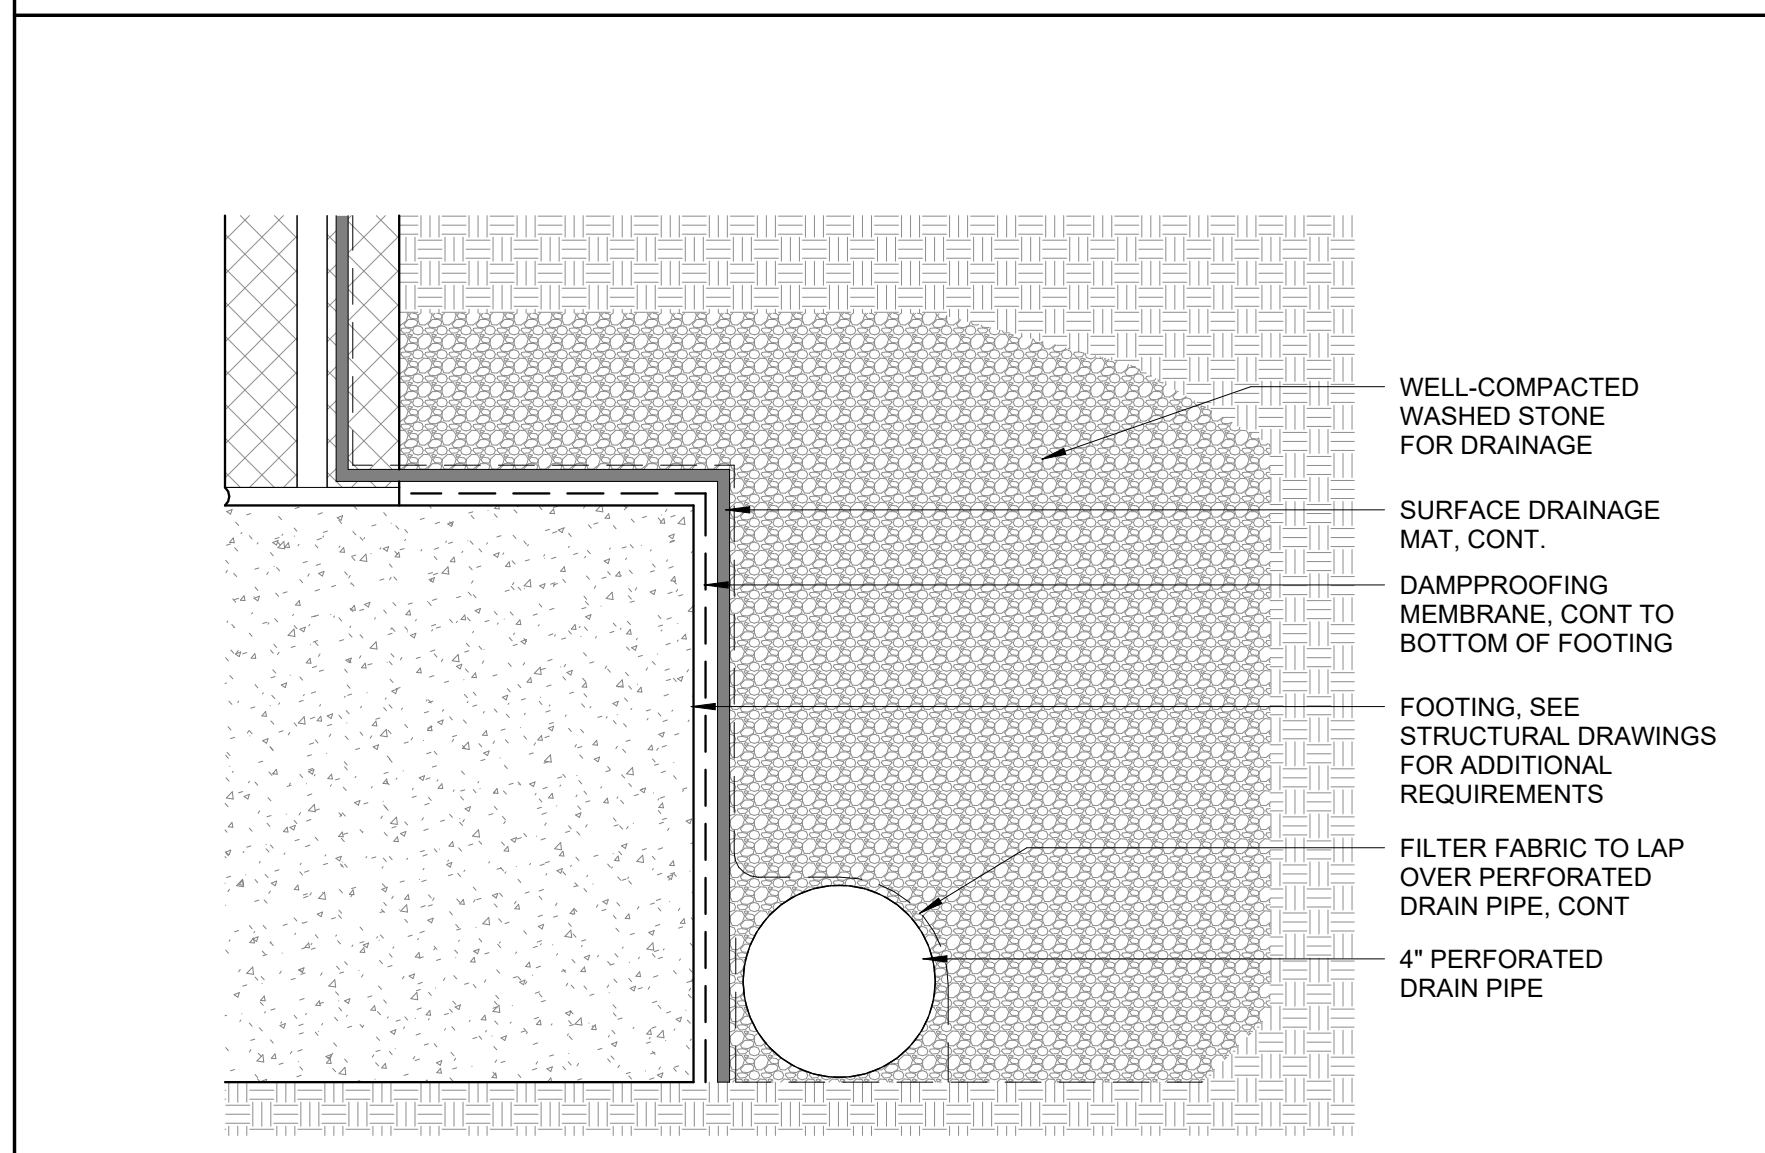 WELL-COMPACTED
WASHED STONE
FOR DRAINAGE
SURFACE DRAINAGE
MAT, CONT.
DAMPPROOFING
MEMBRANE, CONT TO
BOTTOM OF FOOTING
FOOTING, SEE
STRUCTURAL DRAWINGS
FOR ADDITIONAL
REQUIREMENTS
FILTER FABRIC TO LAP
OVER PERFORATED
DRAIN PIPE, CONT
4" PERFORATED
DRAIN PIPE